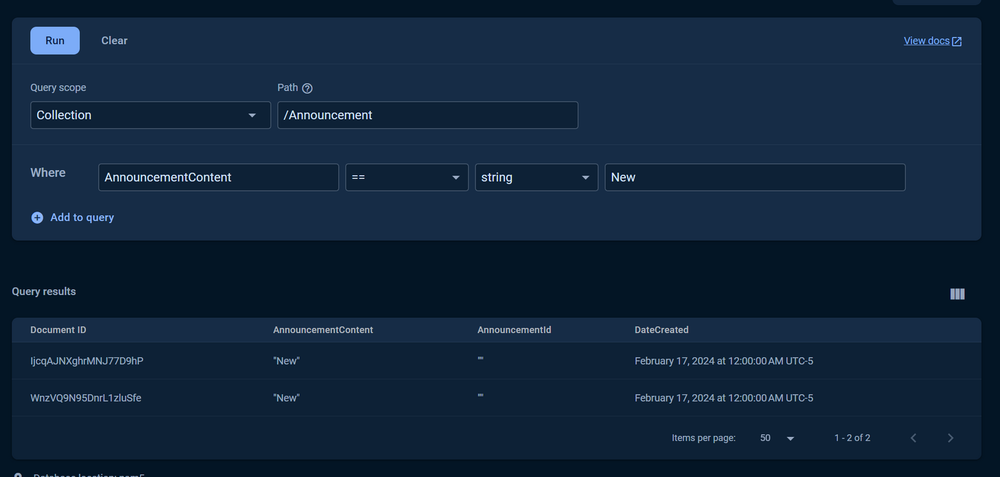 Run Clear View docs
Query scope Path
Collection /Announcement
Where AnnouncementContent == string New
Add to query
Query results
Document ID AnnouncementContent AnnouncementId DateCreated
IjcqAJNXghrMNJ77D9hP "New" "" February 17, 2024 at 12:00:00 AM UTC-5
WnzVQ9N95DnrL1zluSfe "New" "" February 17, 2024 at 12:00:00 AM UTC-5
Items per page: 50 1 - 2 of 2
Database location: nam5